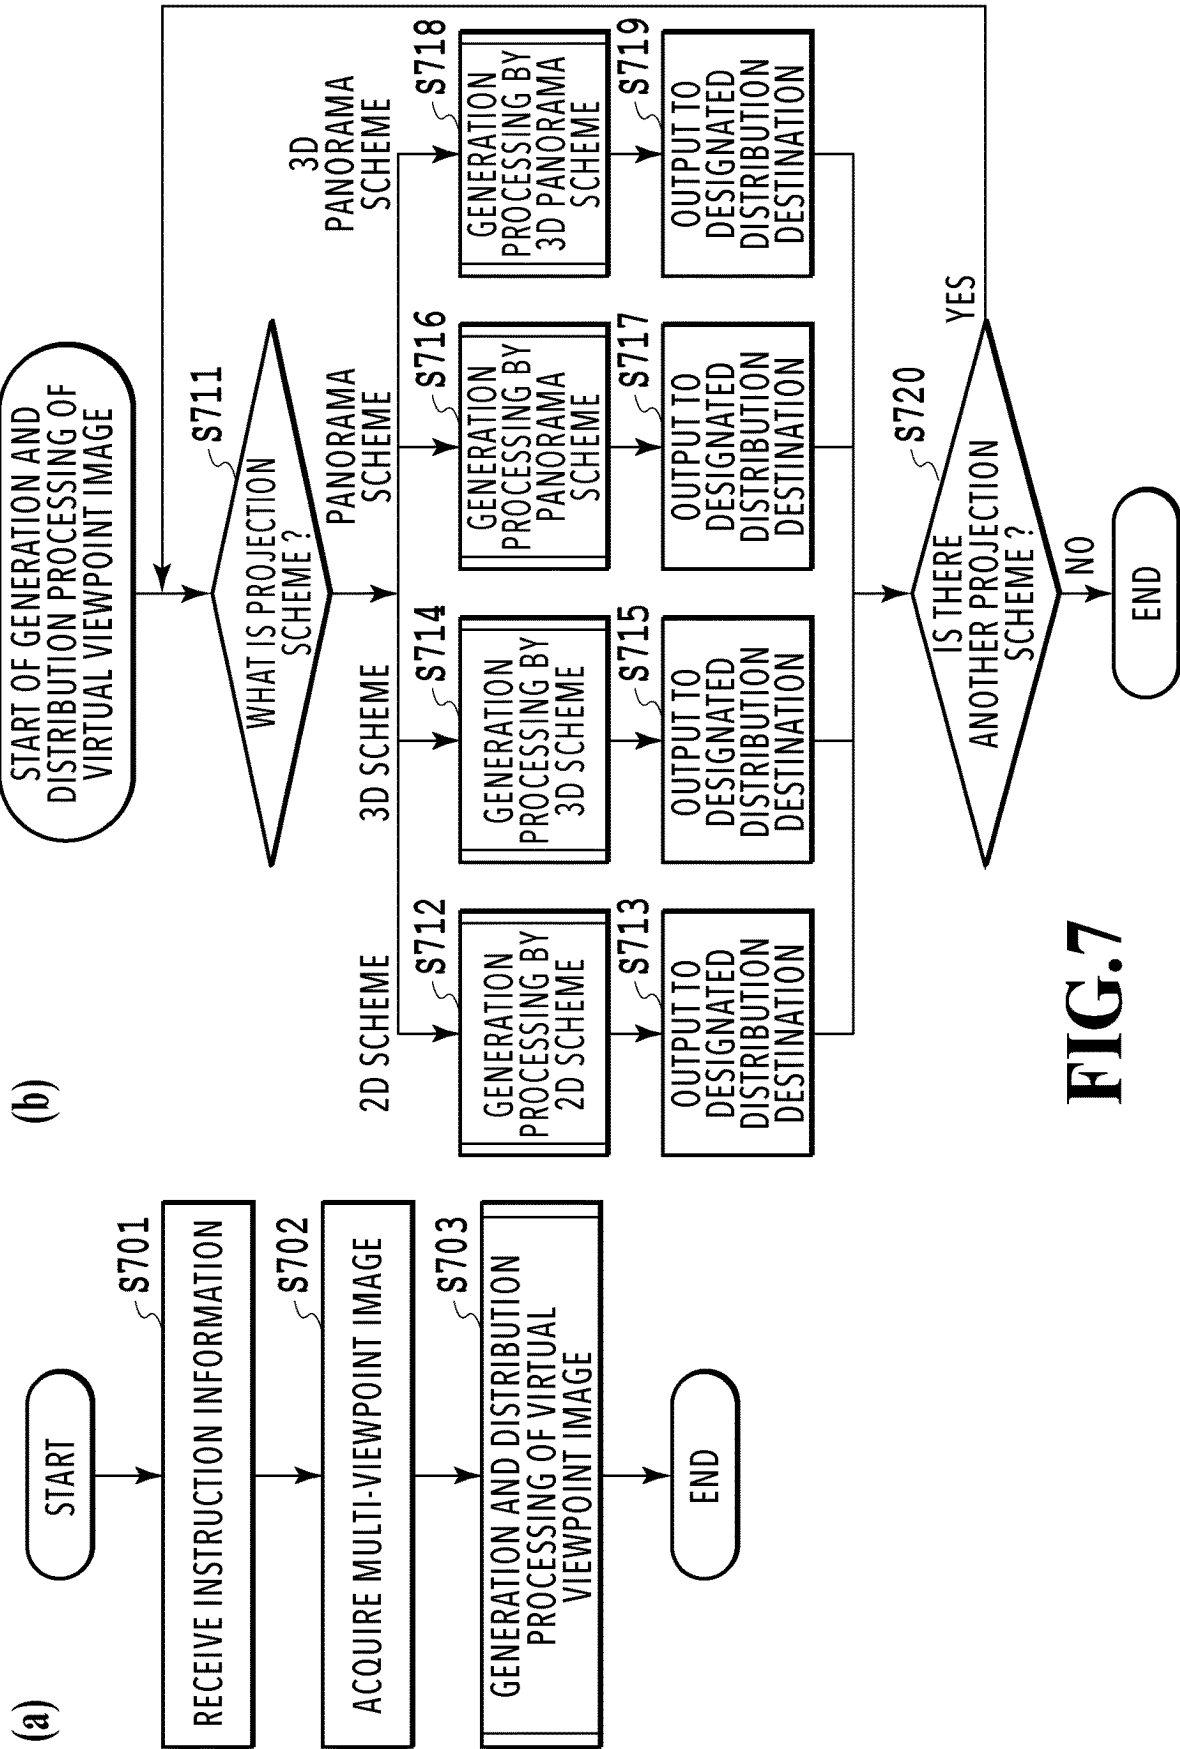 (a)
START
S701
RECEIVE INSTRUCTION INFORMATION
S702
ACQUIRE MULTI-VIEWPOINT IMAGE
S703
GENERATION AND DISTRIBUTION
PROCESSING OF VIRTUAL
VIEWPOINT IMAGE
END
(b)
START OF GENERATION AND
DISTRIBUTION PROCESSING OF
VIRTUAL VIEWPOINT IMAGE
S711
WHAT IS PROJECTION
SCHEME ?
2D SCHEME
3D SCHEME
PANORAMA
SCHEME
3D
PANORAMA
SCHEME
S712
GENERATION
PROCESSING BY
2D SCHEME
S714
GENERATION
PROCESSING BY
3D SCHEME
S716
GENERATION
PROCESSING BY
PANORAMA
SCHEME
S718
GENERATION
PROCESSING BY
3D PANORAMA
SCHEME
S713
OUTPUT TO
DESIGNATED
DISTRIBUTION
DESTINATION
S715
OUTPUT TO
DESIGNATED
DISTRIBUTION
DESTINATION
S717
OUTPUT TO
DESIGNATED
DISTRIBUTION
DESTINATION
S719
OUTPUT TO
DESIGNATED
DISTRIBUTION
DESTINATION
S720
IS THERE
ANOTHER PROJECTION
SCHEME ?
YES
NO
END
FIG.7